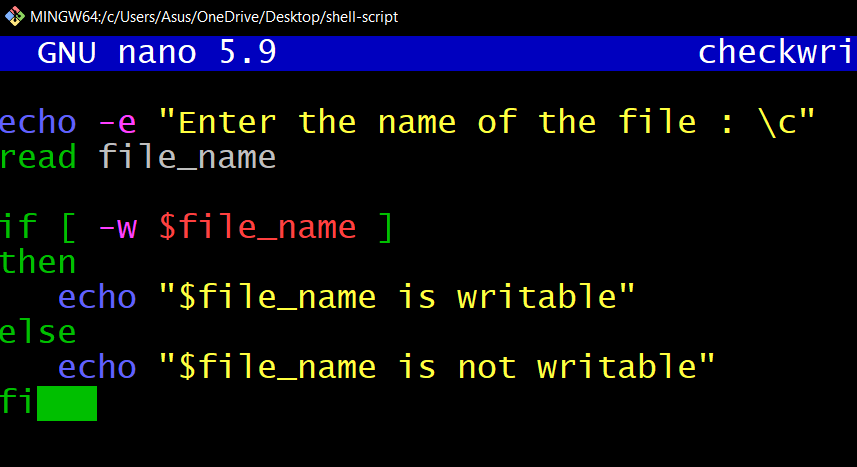 MINGW64:/c/Users/Asus/OneDrive/Desktop/shell-script
GNU nano 5.9 checkwri
echo -e "Enter the name of the file : \c"
read file_name
if [ -w $file_name ]
then
echo "$file_name is writable"
else
echo "$file_name is not writable"
fi